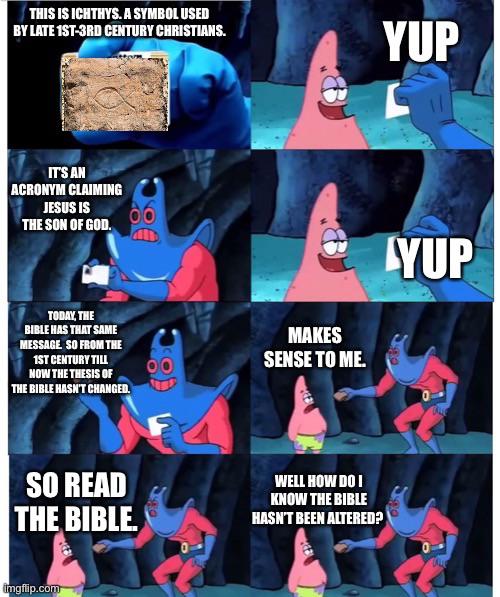 THIS IS ICHTHYS. A SYMBOL USED
BY LATE 1ST-3RD CENTURY CHRISTIANS.
YUP
IT'S AN
ACRONYM CLAIMING
JESUS IS
THE SON OF GOD.
YUP
TODAY, THE
BIBLE HAS THAT SAME
MESSAGE. SO FROM THE
1ST CENTURY TILL
NOW THE THESIS OF
THE BIBLE HASN'T CHANGED.
MAKES
SENSE TO ME.
SO READ
THE BIBLE.
WELL HOW DO I
KNOW THE BIBLE
HASN'T BEEN ALTERED?
imgflip.com